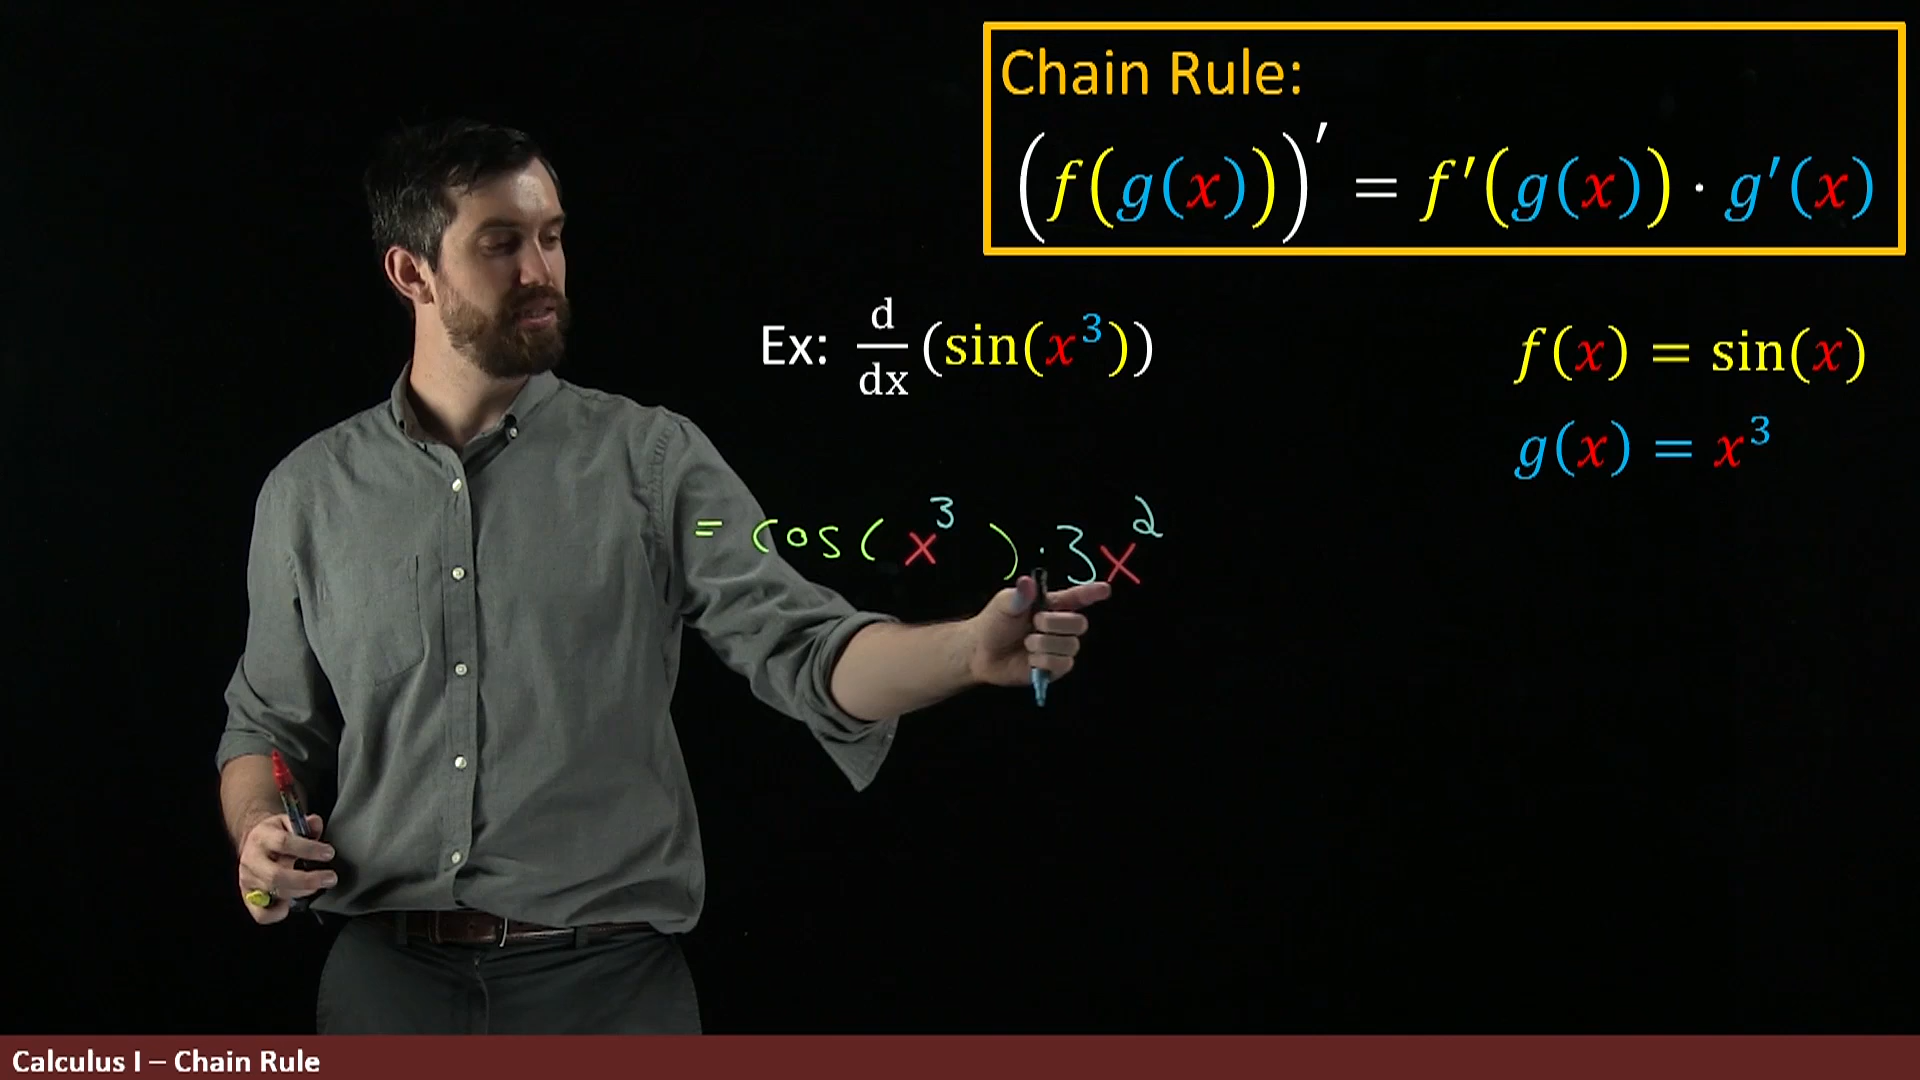 Chain Rule:
(f(g(x)))′ = f′(g(x)) · g′(x)
Ex: d/dx (sin(x³))
f(x) = sin(x)
g(x) = x³
= cos(x³) · 3x²
Calculus I – Chain Rule